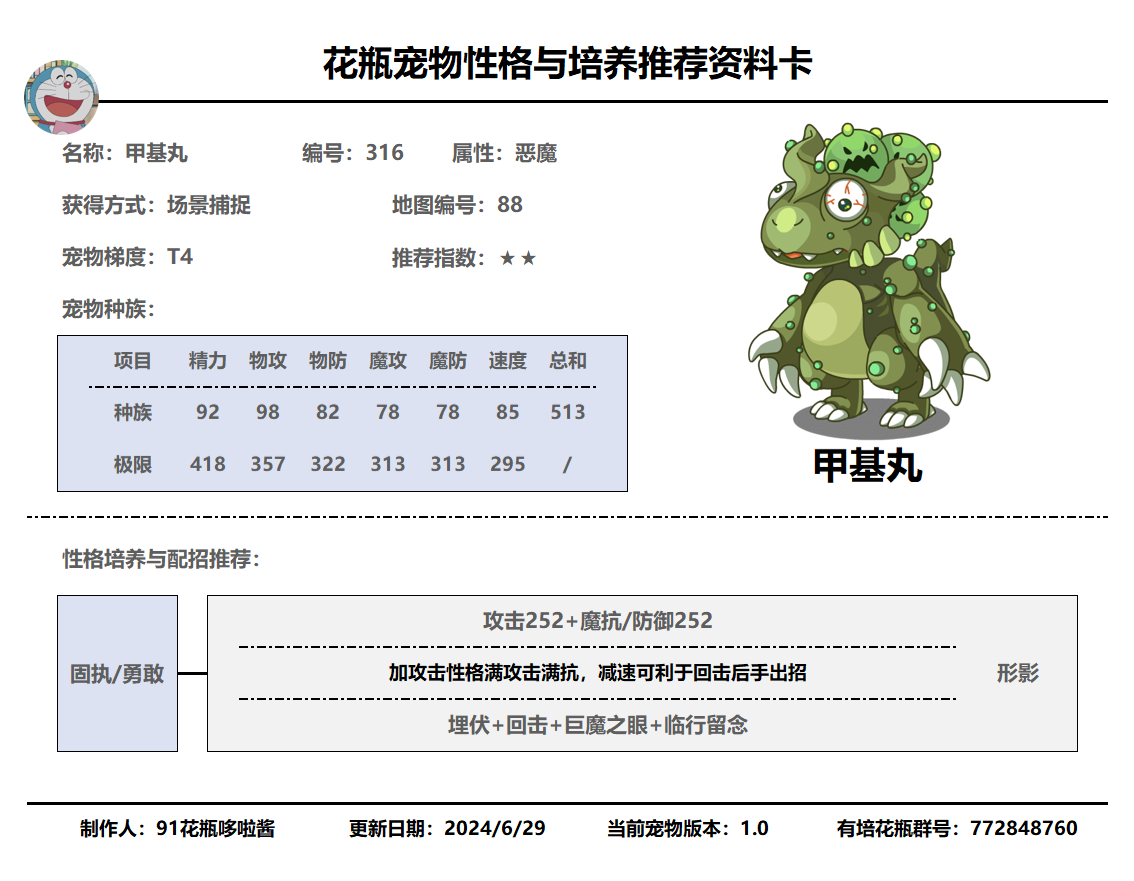 花瓶宠物性格与培养推荐资料卡
名称：甲基丸 编号：316 属性：恶魔
获得方式：场景捕捉 地图编号：88
宠物梯度：T4 推荐指数：★★
宠物种族：
项目 精力 物攻 物防 魔攻 魔防 速度 总和
种族 92 98 82 78 78 85 513
极限 418 357 322 313 313 295 /
甲基丸
性格培养与配招推荐：
固执/勇敢
攻击252+魔抗/防御252
加攻击性格满攻击满抗，减速可利于回击后手出招
埋伏+回击+巨魔之眼+临行留念
形影
制作人：91花瓶哆啦酱 更新日期：2024/6/29 当前宠物版本：1.0 有培花瓶群号：772848760